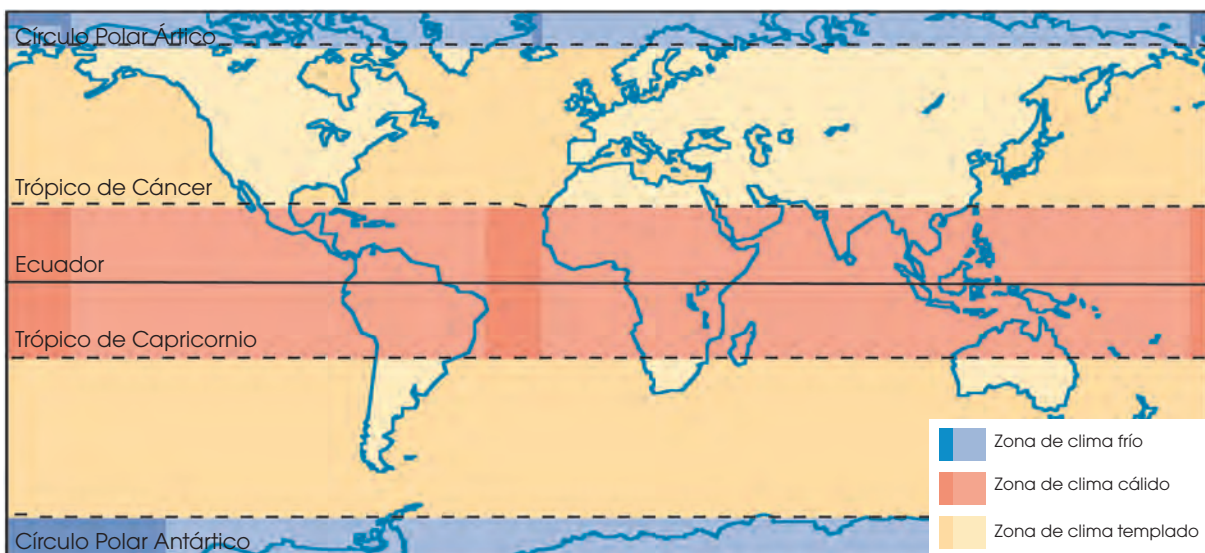 Círculo Polar Ártico
Trópico de Cáncer
Ecuador
Trópico de Capricornio
Círculo Polar Antártico
Zona de clima frío
Zona de clima cálido
Zona de clima templado